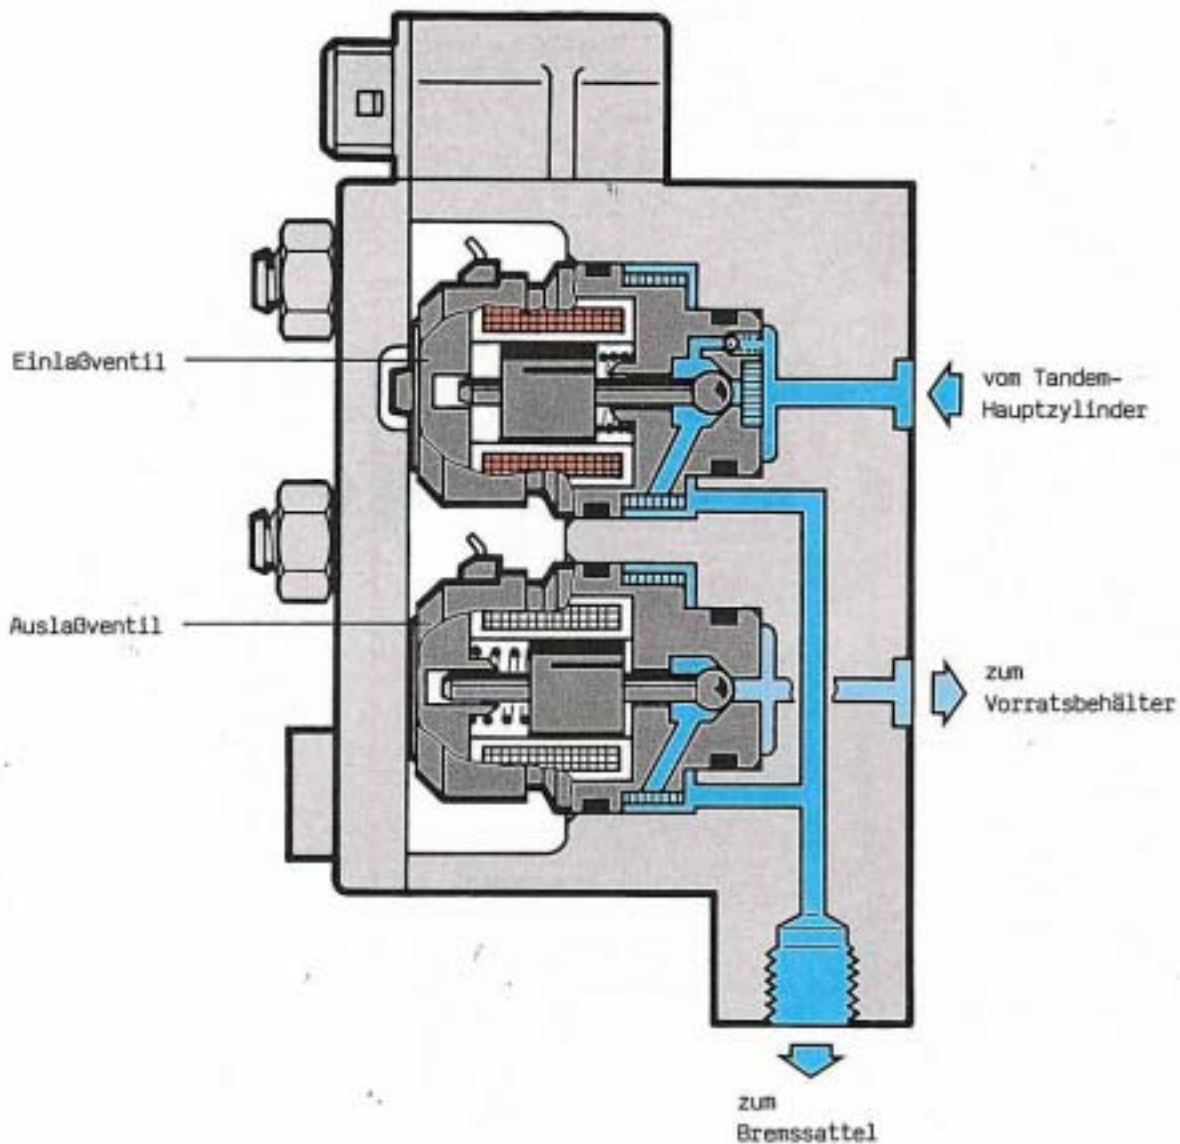 Einlaßventil
vom Tandem-
Hauptzylinder
Auslaßventil
zum
Vorratsbehälter
zum
Bremssattel